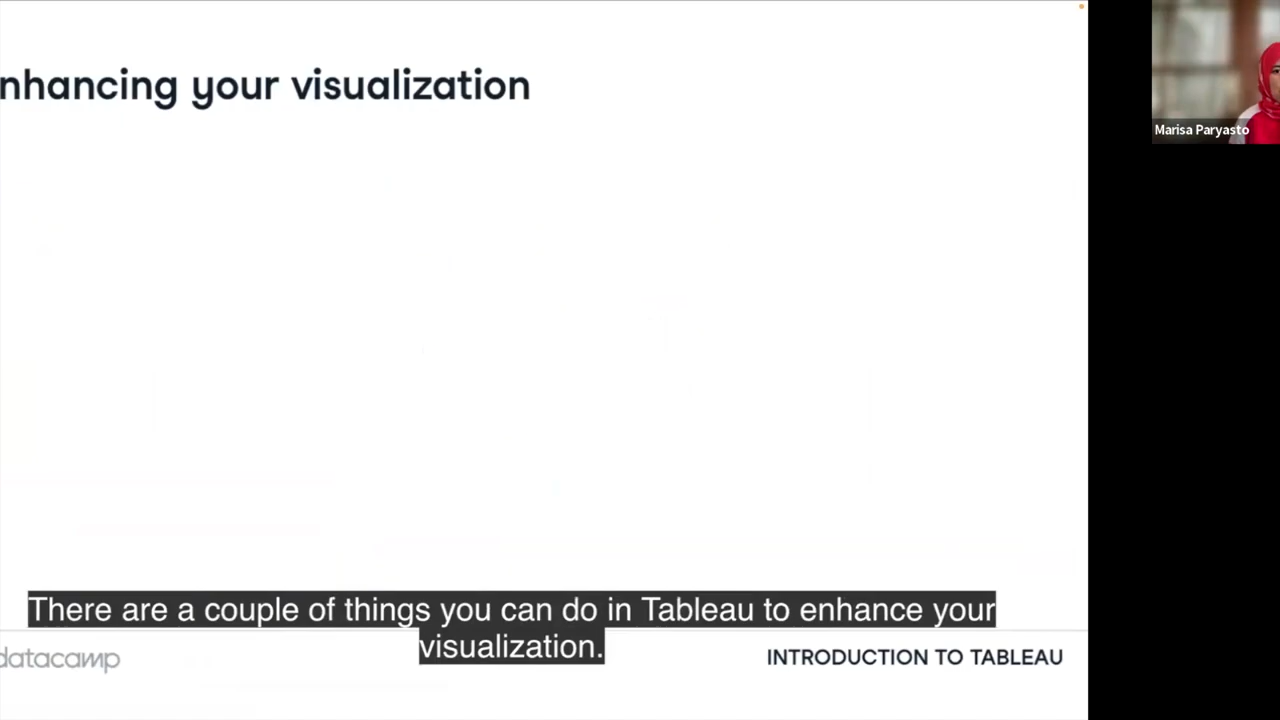 nhancing your visualization
Marisa Paryasto
There are a couple of things you can do in Tableau to enhance your
visualization.
datacamp
INTRODUCTION TO TABLEAU